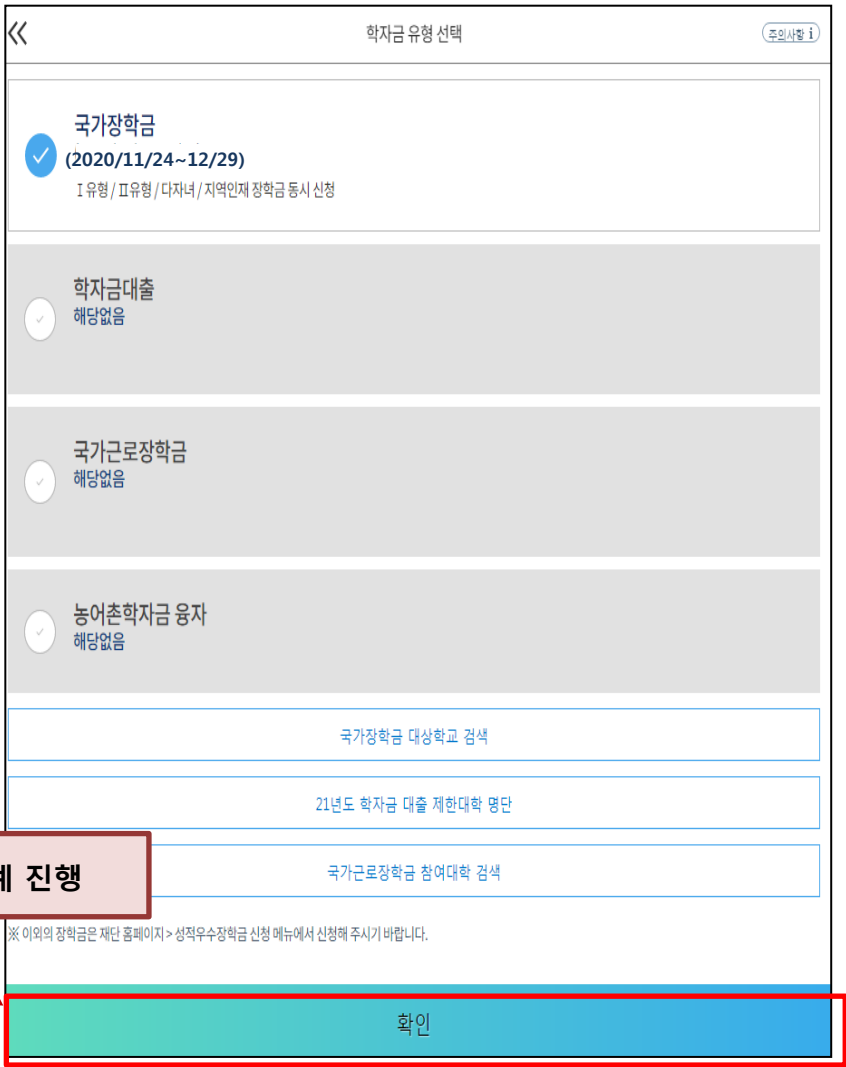 학자금 유형 선택
주의사항 i
국가장학금
(2020/11/24~12/29)
Ⅰ유형 / Ⅱ유형 / 다자녀 / 지역인재 장학금 동시 신청
학자금대출
해당없음
국가근로장학금
해당없음
농어촌학자금 융자
해당없음
국가장학금 대상학교 검색
21년도 학자금 대출 제한대학 명단
진행
국가근로장학금 참여대학 검색
※ 이외의 장학금은 재단 홈페이지 > 성적우수장학금 신청 메뉴에서 신청해 주시기 바랍니다.
확인